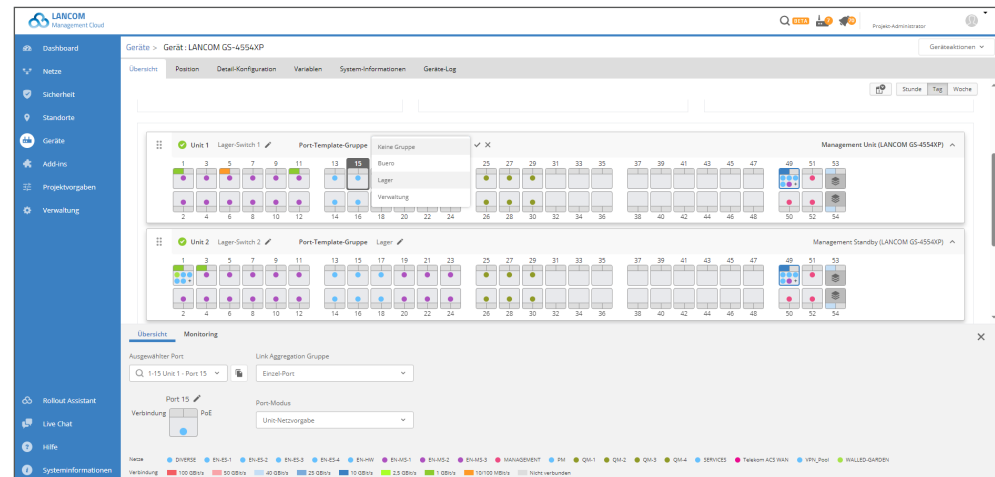 LANCOM
Management Cloud
BETA
Projekt-Administrator
Dashboard
Netze
Sicherheit
Standorte
Geräte
Add-ins
Projektvorgaben
Verwaltung
Rollout Assistant
Live Chat
Hilfe
Systeminformationen
Geräte > Gerät : LANCOM GS-4554XP
Geräteaktionen
Übersicht Position Detail-Konfiguration Variablen System-Informationen Geräte-Log
Stunde Tag Woche
Unit 1 Lager-Switch 1 Port-Template-Gruppe Management Unit (LANCOM GS-4554XP)
Keine Gruppe
Buero
Lager
Verwaltung
1 3 5 7 9 11 13 15 25 27 29 31 33 35 37 39 41 43 45 47 49 51 53
2 4 6 8 10 12 14 16 18 20 22 24 26 28 30 32 34 36 38 40 42 44 46 48 50 52 54
Unit 2 Lager-Switch 2 Port-Template-Gruppe Lager Management Standby (LANCOM GS-4554XP)
1 3 5 7 9 11 13 15 17 19 21 23 25 27 29 31 33 35 37 39 41 43 45 47 49 51 53
2 4 6 8 10 12 14 16 18 20 22 24 26 28 30 32 34 36 38 40 42 44 46 48 50 52 54
Übersicht Monitoring
Ausgewählter Port Link Aggregation Gruppe
1-15 Unit 1 - Port 15 Einzel-Port
Port 15 Port-Modus
Verbindung PoE
Unit-Netzvorgabe
Netze DIVERSE EN-ES-1 EN-ES-2 EN-ES-3 EN-ES-4 EN-HW EN-MS-1 EN-MS-2 EN-MS-3 MANAGEMENT PM QM-1 QM-2 QM-3 QM-4 SERVICES Telekom ACS WAN VPN_Pool WALLED-GARDEN
Verbindung 100 GBit/s 50 GBit/s 40 GBit/s 25 GBit/s 10 GBit/s 2.5 GBit/s 1 GBit/s 10/100 MBit/s Nicht verbunden